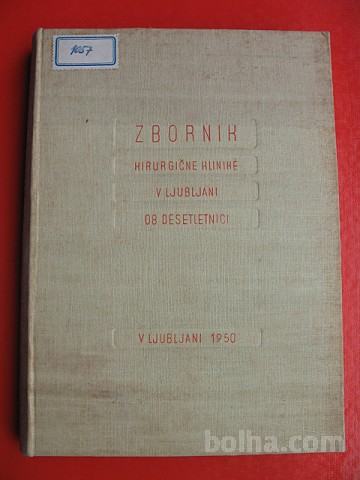 1057
ZBORNIK
KIRURGIČNE KLINIKE
V LJUBLJANI
OB DESETLETNICI
V LJUBLJANI 1950
bolha.com